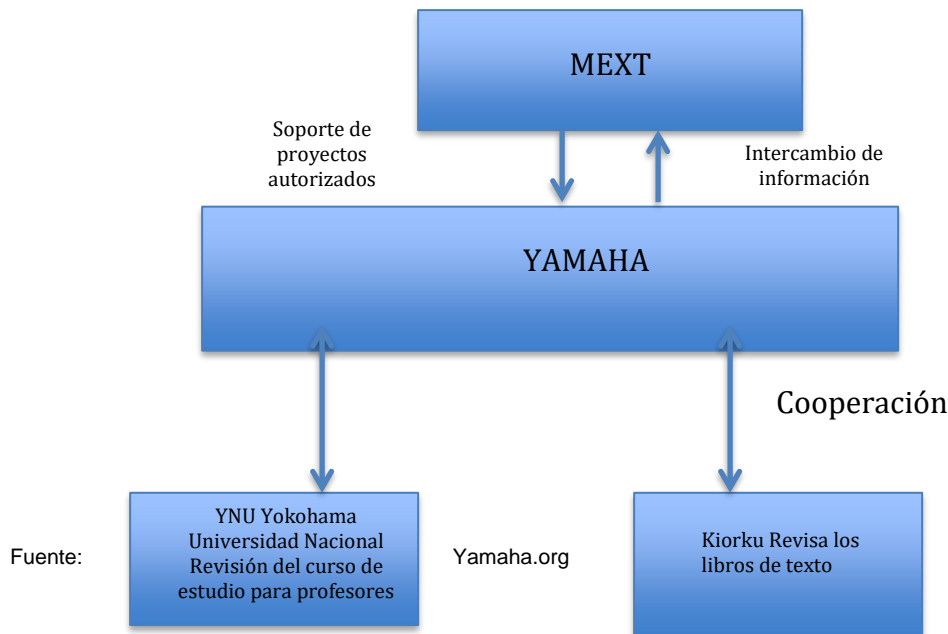 MEXT
Soporte de
proyectos
autorizados
Intercambio de
información
YAMAHA
Cooperación
YNU Yokohama
Universidad Nacional
Revisión del curso de
estudio para profesores
Kiorku Revisa los
libros de texto
Fuente:
Yamaha.org